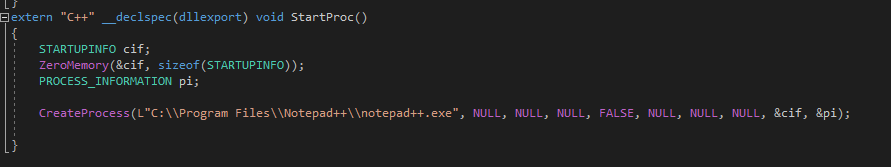 }
extern "C++" __declspec(dllexport) void StartProc()
{
STARTUPINFO cif;
ZeroMemory(&cif, sizeof(STARTUPINFO));
PROCESS_INFORMATION pi;
CreateProcess(L"C:\\Program Files\\Notepad++\\notepad++.exe", NULL, NULL, NULL, FALSE, NULL, NULL, NULL, &cif, &pi);
}